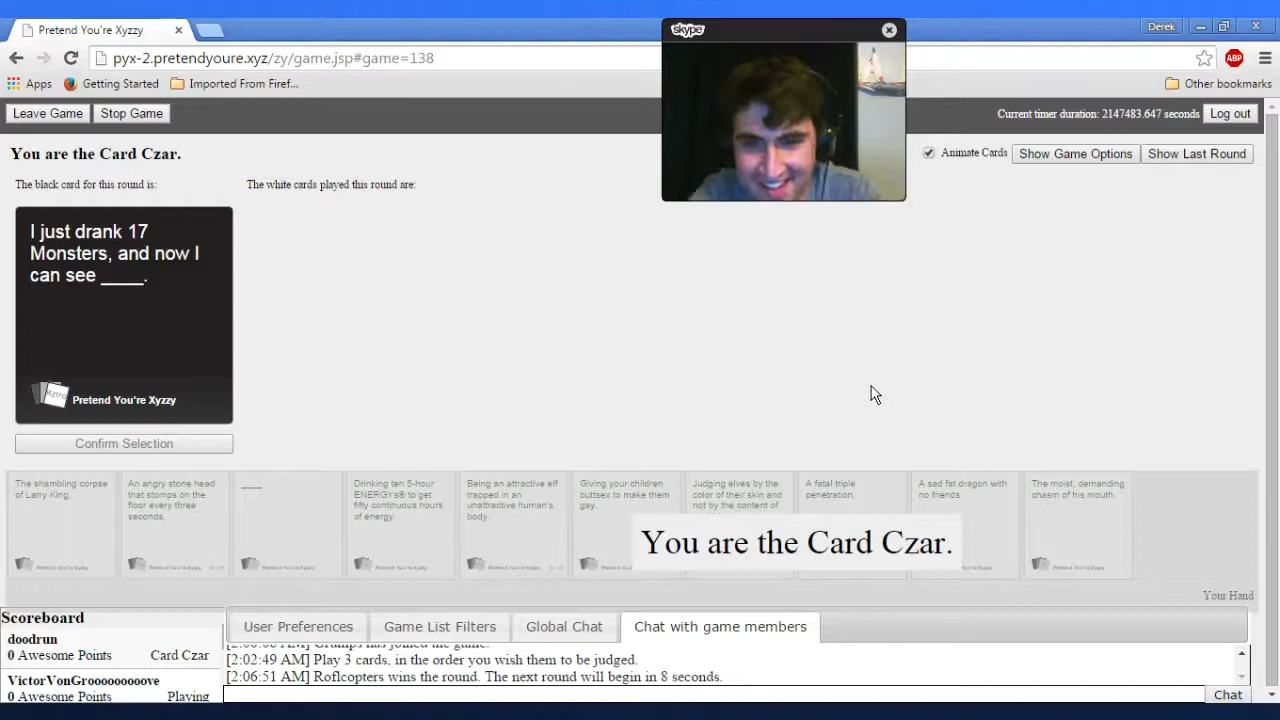 Pretend You're Xyzzy
Derek
skype
pyx-2.pretendyoure.xyz/zy/game.jsp#game=138
ABP
Apps
Getting Started
Imported From Firef...
Other bookmarks
Leave Game
Stop Game
Current timer duration: 2147483.647 seconds
Log out
You are the Card Czar.
Animate Cards
Show Game Options
Show Last Round
The black card for this round is:
The white cards played this round are:
I just drank 17
Monsters, and now I
can see ____.
Pretend You're Xyzzy
Confirm Selection
The shambling corpse
of Larry King.
An angry stone head
that stomps on the
floor every three
seconds.
____
Drinking ten 5-hour
ENERGYs® to get
fifty continuous hours
of energy.
Being an attractive elf
trapped in an
unattractive human's
body.
Giving your children
buttsex to make them
gay.
Judging elves by the
color of their skin and
not by the content of
A fatal triple
penetration.
A sad fat dragon with
no friends
The moist, demanding
chasm of his mouth.
You are the Card Czar.
Your Hand
Scoreboard
doodrun
0 Awesome Points
Card Czar
VictorVonGrooooooooove
0 Awesome Points
Playing
User Preferences
Game List Filters
Global Chat
Chat with game members
[2:02:49 AM] Play 3 cards, in the order you wish them to be judged.
[2:06:51 AM] Roflcopters wins the round. The next round will begin in 8 seconds.
Chat